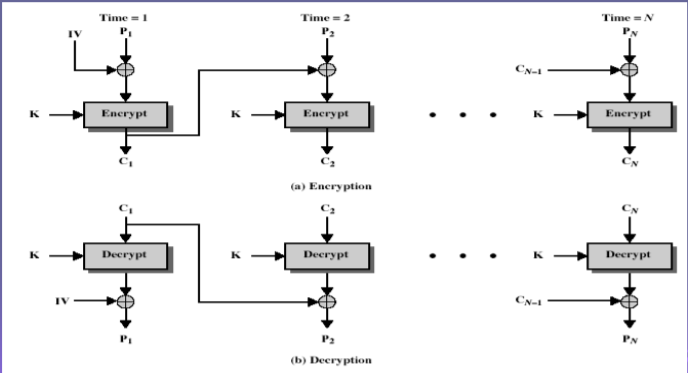 Time = 1 Time = 2 Time = N
IV P1 P2 PN
CN–1
K Encrypt K Encrypt • • • K Encrypt
C1 C2 CN
(a) Encryption
C1 C2 CN
K Decrypt K Decrypt • • • K Decrypt
IV CN–1
P1 P2 PN
(b) Decryption